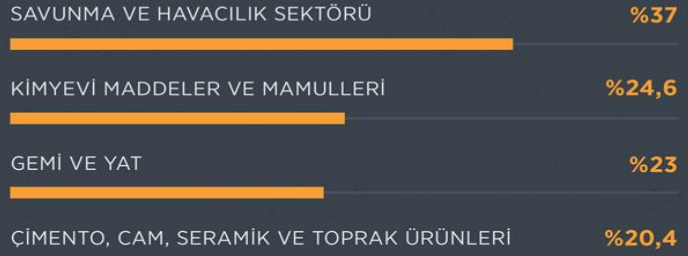 SAVUNMA VE HAVACILIK SEKTÖRÜ %37
KİMYEVİ MADDELER VE MAMULLERİ %24,6
GEMİ VE YAT %23
ÇİMENTO, CAM, SERAMİK VE TOPRAK ÜRÜNLERİ %20,4